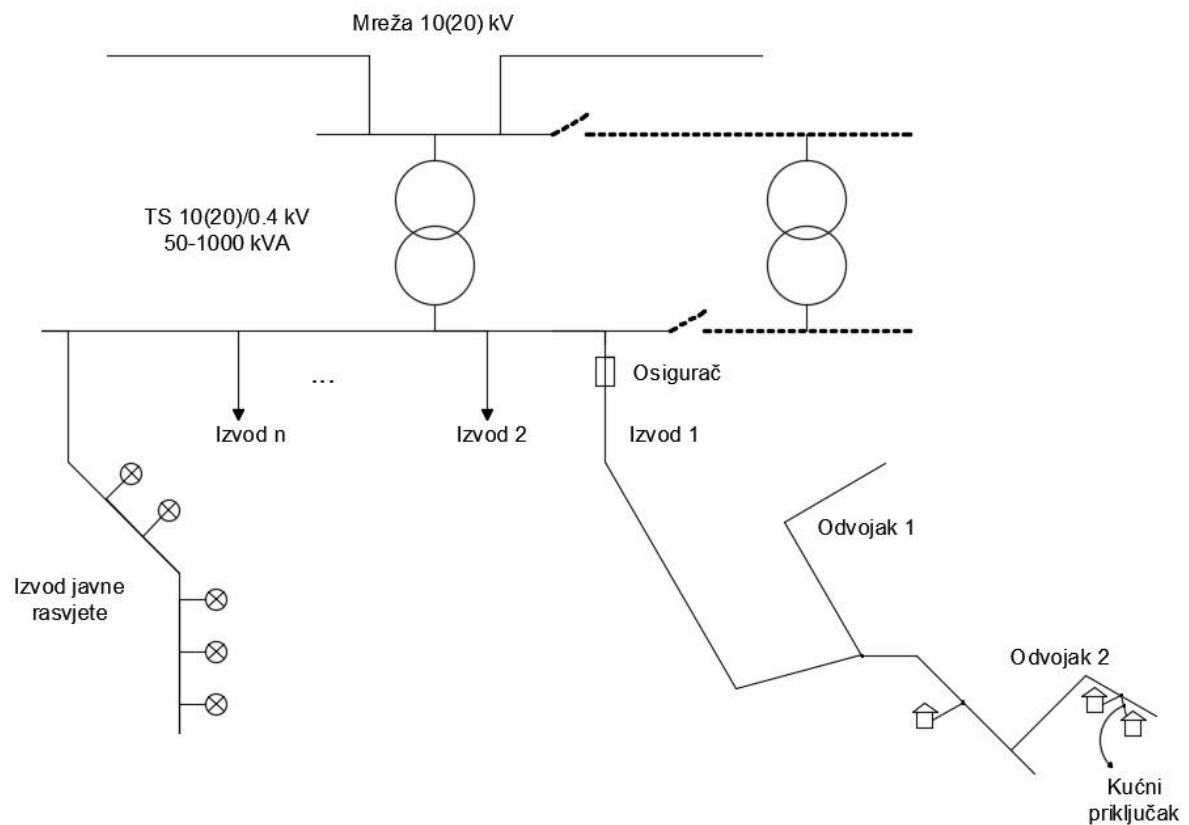 Mreža 10(20) kV
TS 10(20)/0.4 kV
50-1000 kVA
Osigurač
...
Izvod n
Izvod 2
Izvod 1
Odvojak 1
Izvod javne
rasvjete
Odvojak 2
Kućni
priključak